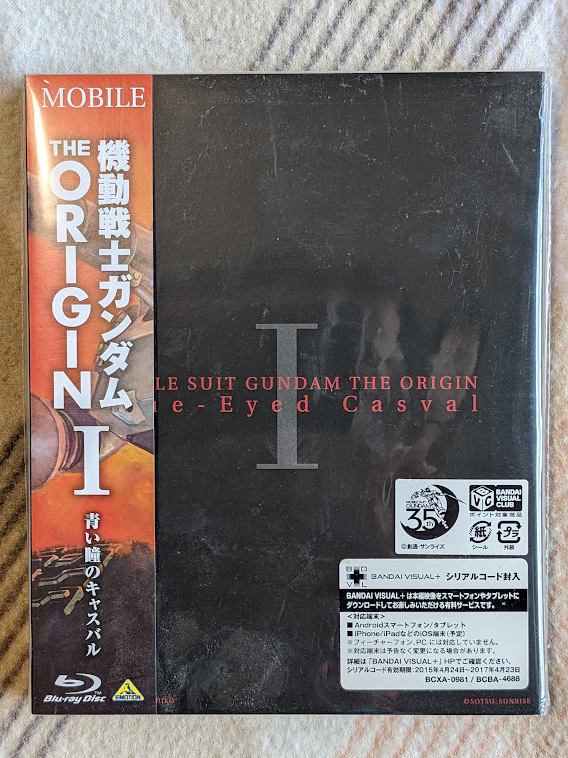 MOBILE
機動戦士ガンダム
THE ORIGIN
I
青い瞳のキャスバル
Blu-ray Disc
EMOTION
I
LE SUIT GUNDAM THE ORIGIN
e-Eyed Casval
MOBILE SUIT GUNDAM
35th
©創通・サンライズ
BANDAI VISUAL CLUB
ポイント対象商品
紙
シール
プラ
外装
BANDAI VISUAL+ シリアルコード封入
BANDAI VISUAL+は本編映像をスマートフォンやタブレットに
ダウンロードしてお楽しみいただける有料サービスです。
<対応端末>
■Androidスマートフォン/タブレット
■iPhone/iPadなどのiOS端末(予定)
※フィーチャーフォン、PCには対応していません。
※対応端末は予告なく変更になる場合があります。
詳細は「BANDAI VISUAL+」HPでご確認ください。
シリアルコード有効期限:2015年4月24日~2017年4月23日
BCXA-0981 / BCBA-4688
©SOTSU・SUNRISE